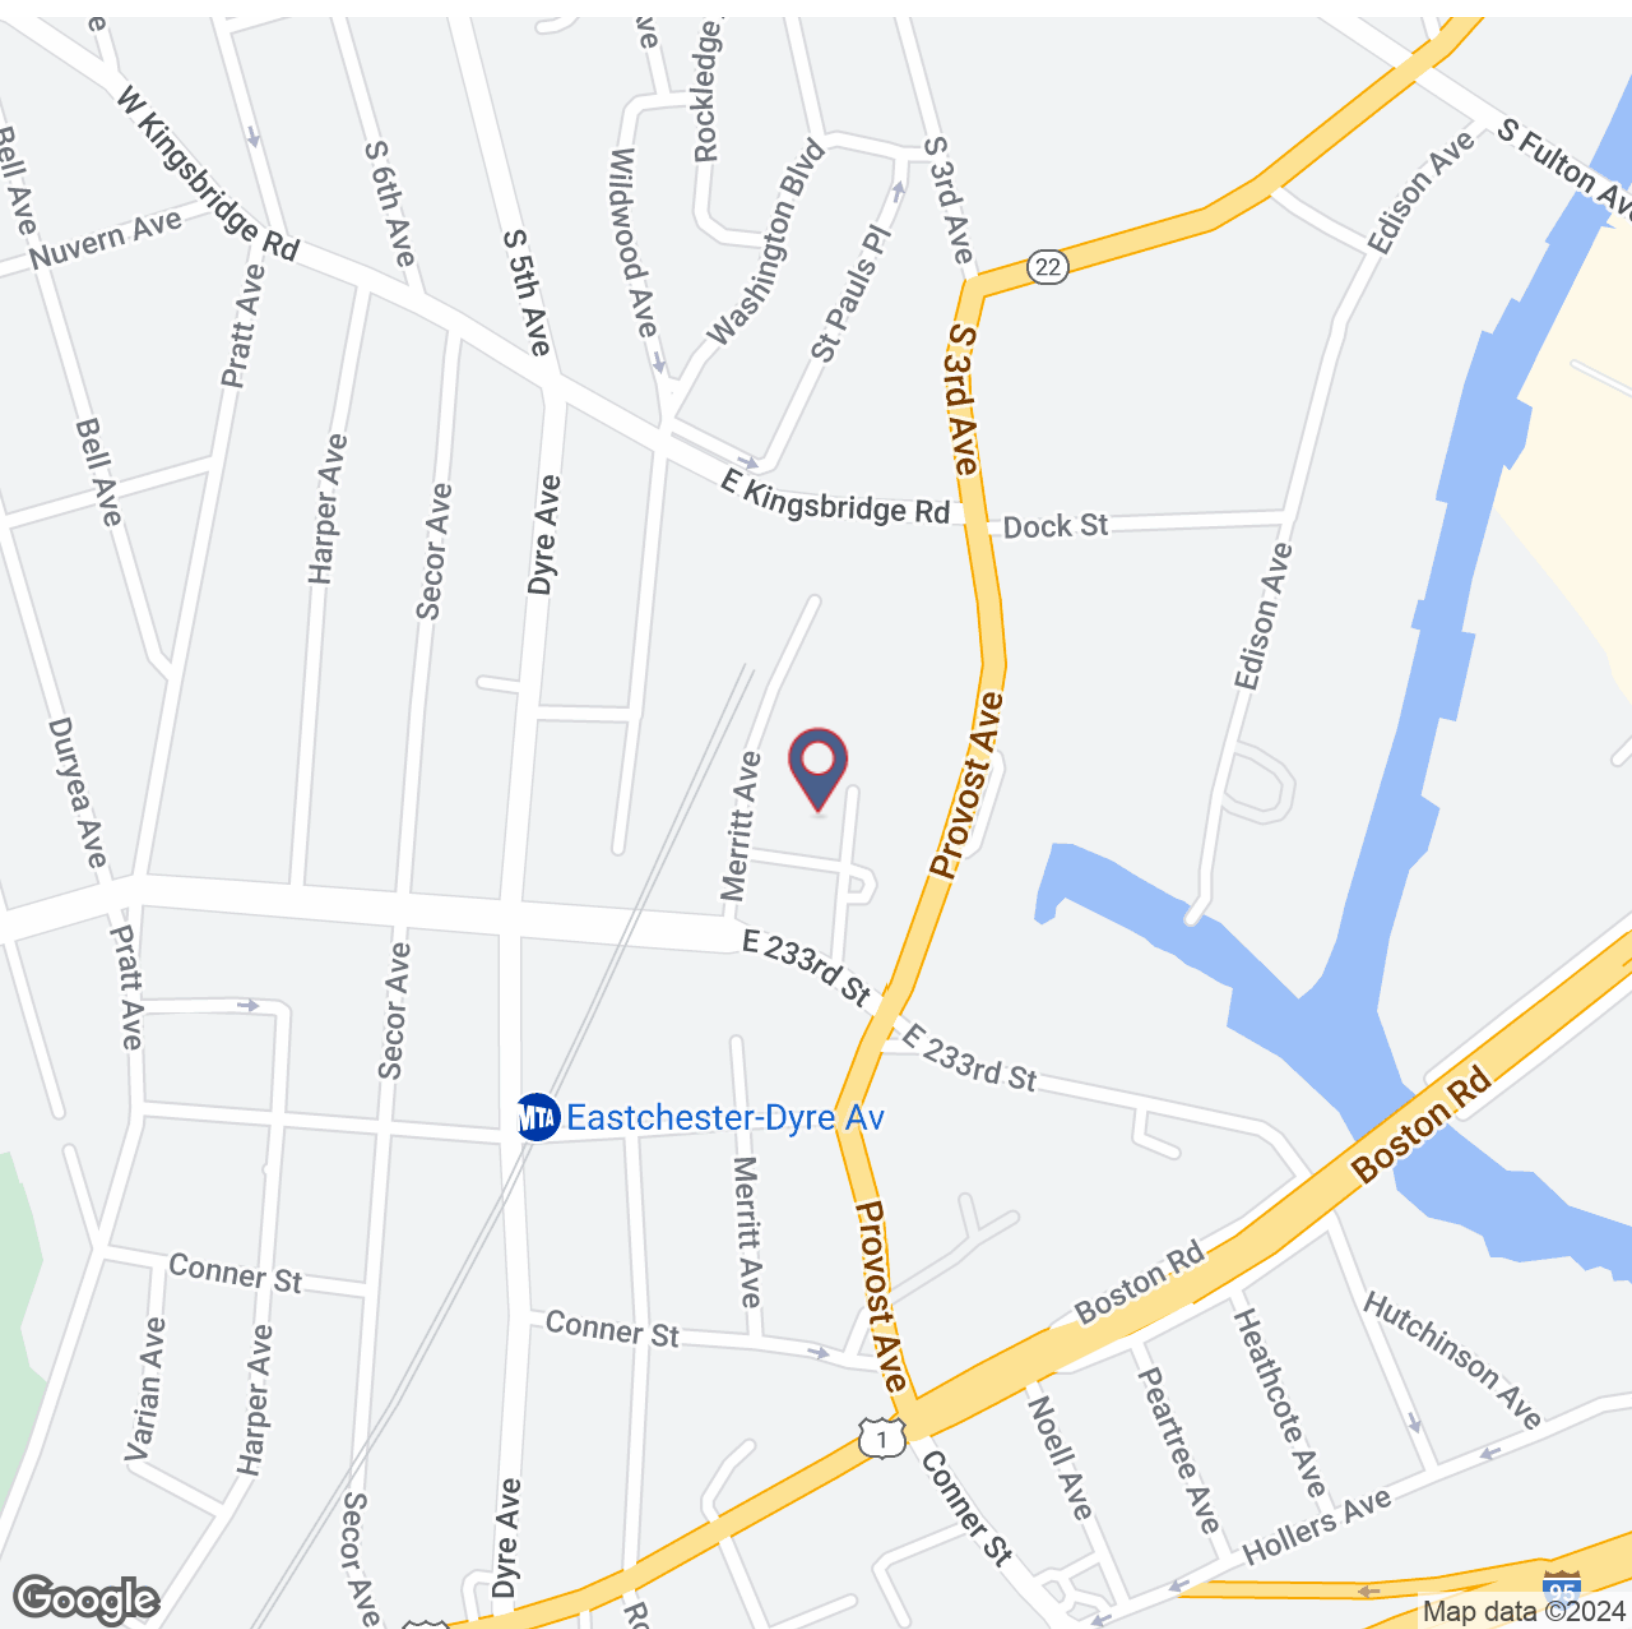 Ave
Rockledge
W Kingsbridge Rd
Bell Ave
S 6th Ave
Wildwood Ave
Washington Blvd
S 3rd Ave
Edison Ave
S Fulton Ave
Nuvern Ave
S 5th Ave
St Pauls Pl
22
Pratt Ave
S 3rd Ave
Bell Ave
Harper Ave
Secor Ave
Dyre Ave
E Kingsbridge Rd
Dock St
Edison Ave
Duryea Ave
Merritt Ave
Provost Ave
Pratt Ave
Secor Ave
E 233rd St
E 233rd St
MTA Eastchester-Dyre Av
Boston Rd
Merritt Ave
Provost Ave
Conner St
Conner St
Boston Rd
Hutchinson Ave
Varian Ave
Harper Ave
Heathcote Ave
Peartree Ave
Noell Ave
1
Conner St
Secor Ave
Dyre Ave
Hollers Ave
95
Google
Ro
Map data ©2024